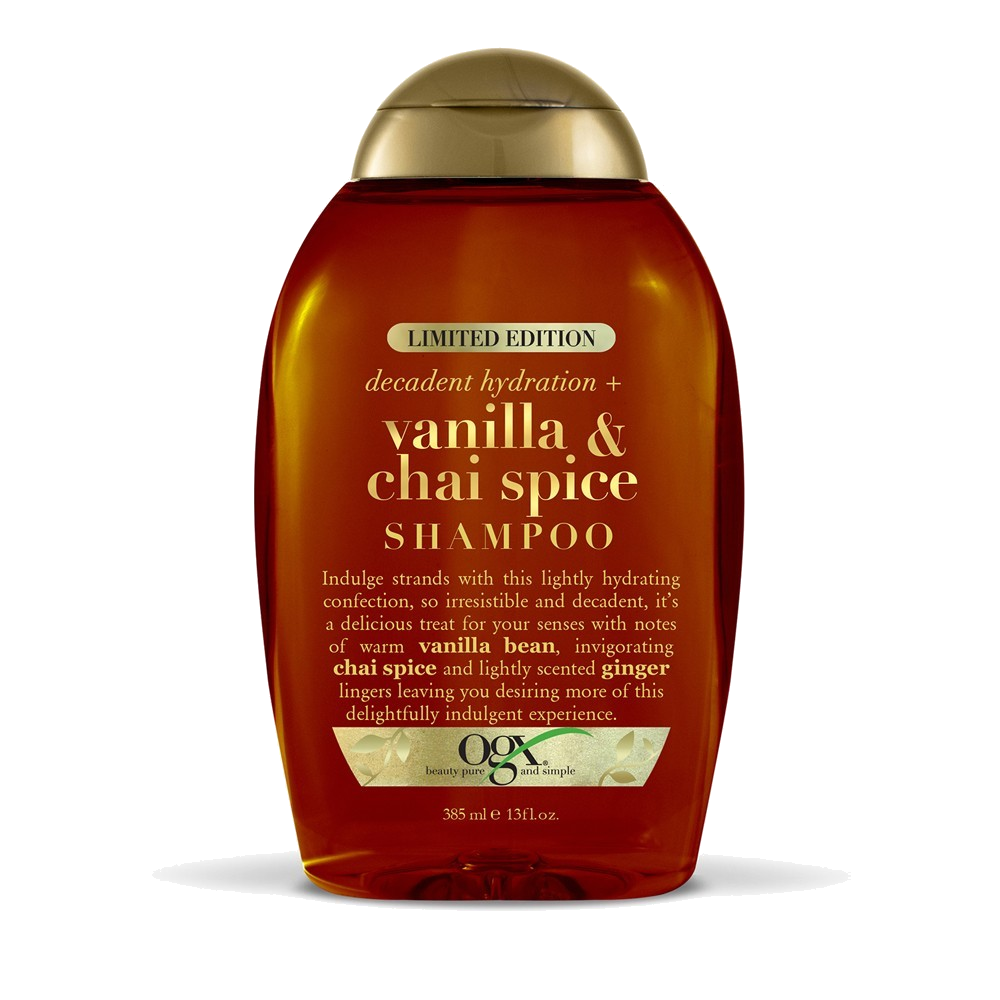 LIMITED EDITION
decadent hydration +
vanilla &
chai spice
SHAMPOO
Indulge strands with this lightly hydrating
confection, so irresistible and decadent, it's
a delicious treat for your senses with notes
of warm vanilla bean, invigorating
chai spice and lightly scented ginger
lingers leaving you desiring more of this
delightfully indulgent experience.
ogx®
beauty pure and simple
385 ml e 13fl.oz.